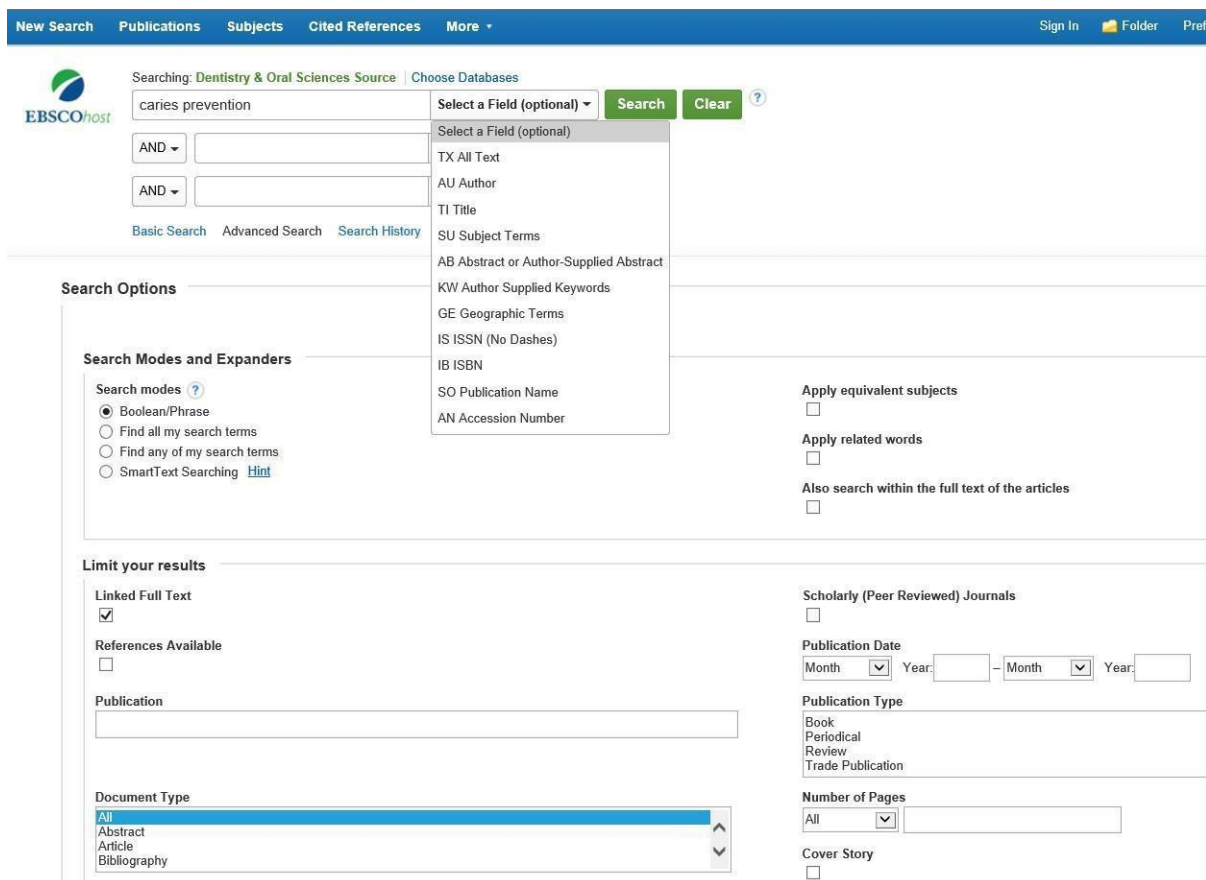 New Search Publications Subjects Cited References More
Sign In Folder
Searching: Dentistry & Oral Sciences Source Choose Databases
EBSCOhost
caries prevention Select a Field (optional) Search Clear ?
Select a Field (optional)
AND
TX All Text
AU Author
AND
TI Title
Basic Search Advanced Search Search History
SU Subject Terms
AB Abstract or Author-Supplied Abstract
KW Author Supplied Keywords
GE Geographic Terms
IS ISSN (No Dashes)
IB ISBN
SO Publication Name
AN Accession Number
Search Options
Search Modes and Expanders
Search modes ?
Boolean/Phrase
Find all my search terms
Find any of my search terms
SmartText Searching Hint
Apply equivalent subjects
Apply related words
Also search within the full text of the articles
Limit your results
Linked Full Text
References Available
Publication
Document Type
All
Abstract
Article
Bibliography
Scholarly (Peer Reviewed) Journals
Publication Date
Month Year: – Month Year:
Publication Type
Book
Periodical
Review
Trade Publication
Number of Pages
All
Cover Story